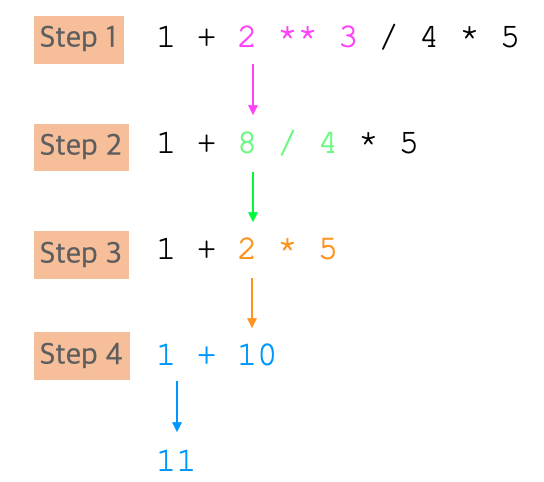 Step 1 1 + 2 ** 3 / 4 * 5
Step 2 1 + 8 / 4 * 5
Step 3 1 + 2 * 5
Step 4 1 + 10
11